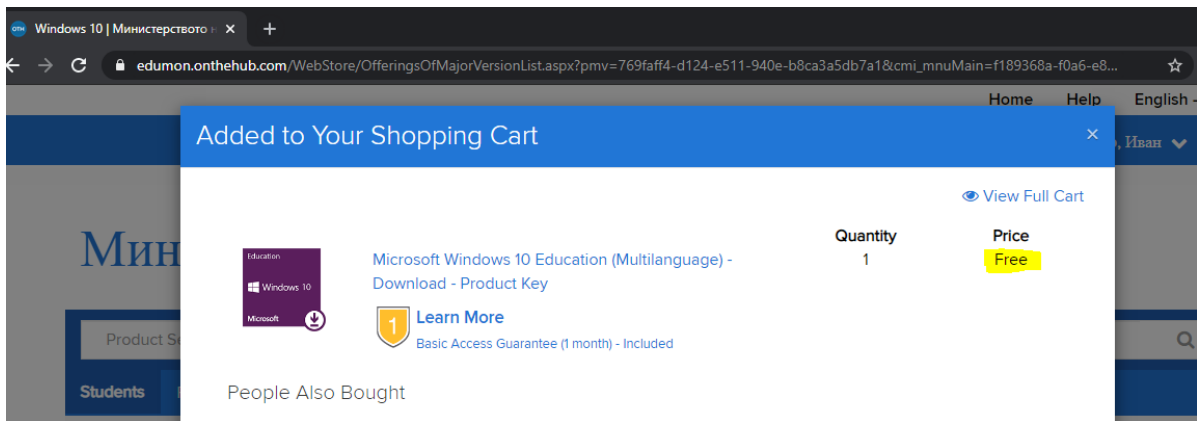 Windows 10 | Министерството н
edumon.onthehub.com/WebStore/OfferingsOfMajorVersionList.aspx?pmv=769faff4-d124-e511-940e-b8ca3a5db7a1&cmi_mnuMain=f189368a-f0a6-e8...
Home Help English
Added to Your Shopping Cart
, Иван
View Full Cart
Мин
Quantity Price
Education
Windows 10
Microsoft
Microsoft Windows 10 Education (Multilanguage) -
Download - Product Key
1 Free
1 Learn More
Basic Access Guarantee (1 month) - Included
Product Se
Students
People Also Bought